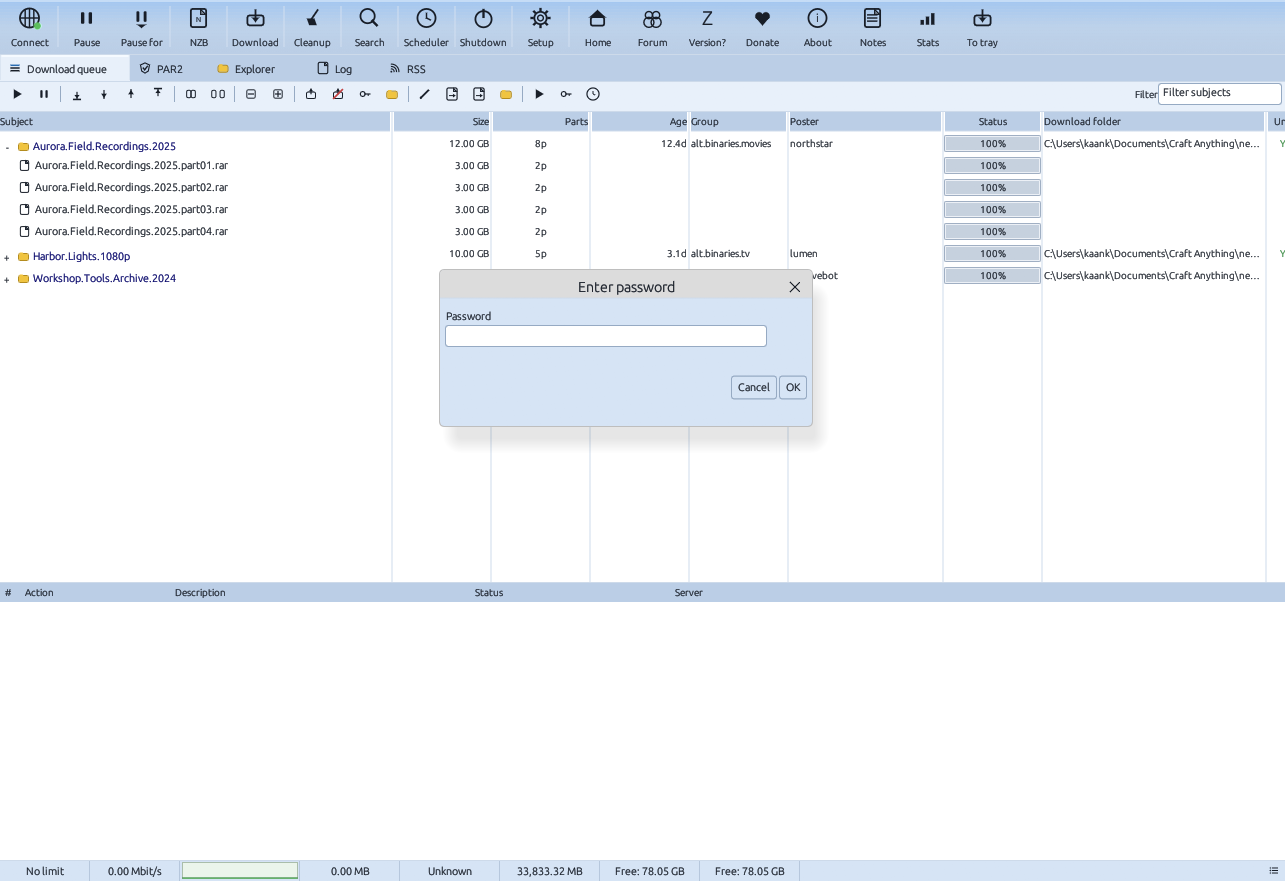 Connect Pause Pause for NZB Download Cleanup Search Scheduler Shutdown Setup Home Forum Version? Donate About Notes Stats To tray
Download queue PAR2 Explorer Log RSS
Filter Filter subjects
Subject Size Parts Age Group Poster Status Download folder Un
- Aurora.Field.Recordings.2025 12.00 GB 8p 12.4d alt.binaries.movies northstar 100% C:\Users\kaank\Documents\Craft Anything\ne... Y
Aurora.Field.Recordings.2025.part01.rar 3.00 GB 2p 100%
Aurora.Field.Recordings.2025.part02.rar 3.00 GB 2p 100%
Aurora.Field.Recordings.2025.part03.rar 3.00 GB 2p 100%
Aurora.Field.Recordings.2025.part04.rar 3.00 GB 2p 100%
+ Harbor.Lights.1080p 10.00 GB 5p 3.1d alt.binaries.tv lumen 100% C:\Users\kaank\Documents\Craft Anything\ne... Y
+ Workshop.Tools.Archive.2024 vebot 100% C:\Users\kaank\Documents\Craft Anything\ne...
Enter password
Password
Cancel OK
# Action Description Status Server
No limit 0.00 Mbit/s 0.00 MB Unknown 33,833.32 MB Free: 78.05 GB Free: 78.05 GB